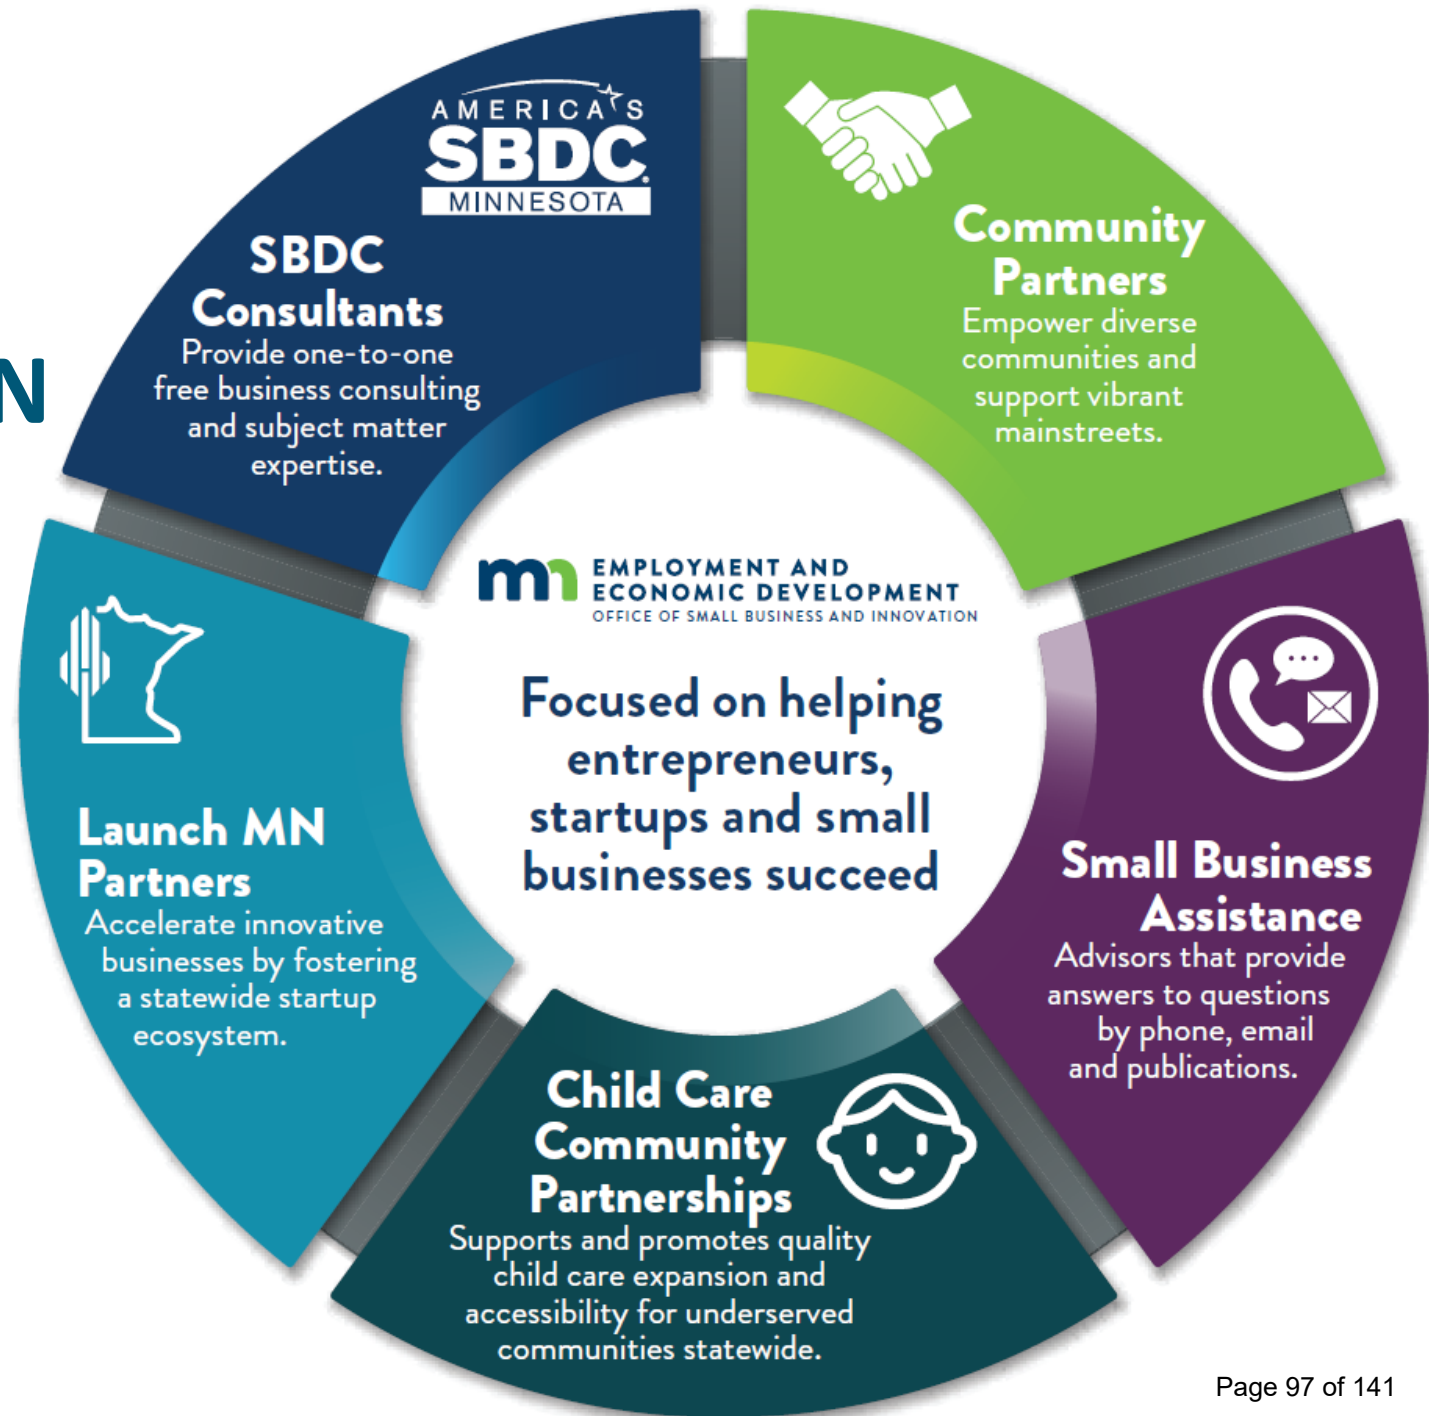 AMERICA'S
SBDC
MINNESOTA
SBDC
Consultants
Provide one-to-one
free business consulting
and subject matter
expertise.
Community
Partners
Empower diverse
communities and
support vibrant
mainstreets.
N
mn EMPLOYMENT AND
ECONOMIC DEVELOPMENT
OFFICE OF SMALL BUSINESS AND INNOVATION
Focused on helping
entrepreneurs,
startups and small
businesses succeed
Launch MN
Partners
Accelerate innovative
businesses by fostering
a statewide startup
ecosystem.
Small Business
Assistance
Advisors that provide
answers to questions
by phone, email
and publications.
Child Care
Community
Partnerships
Supports and promotes quality
child care expansion and
accessibility for underserved
communities statewide.
Page 97 of 141